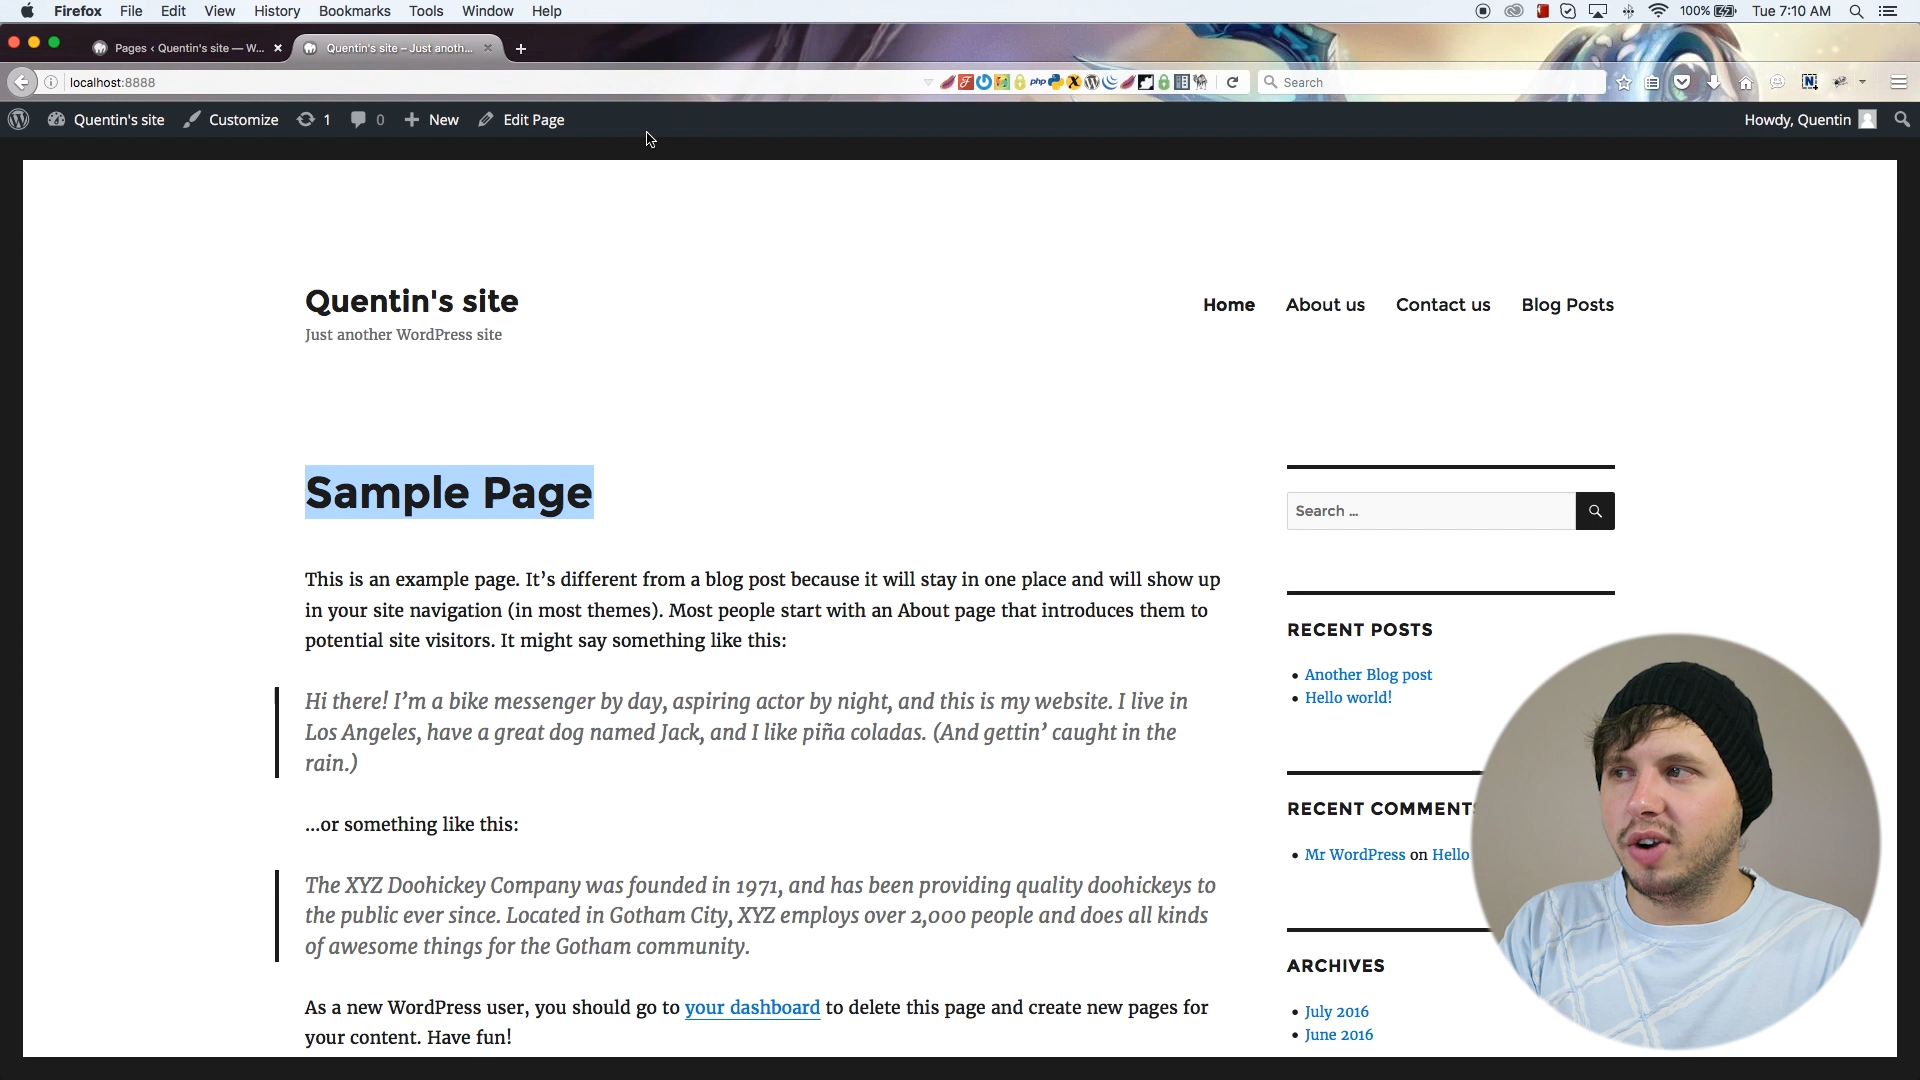 Firefox File Edit View History Bookmarks Tools Window Help
100% Tue 7:10 AM
Pages ‹ Quentin's site — W...
Quentin's site – Just anoth...
localhost:8888
php
Search
Quentin's site Customize 1 0 New Edit Page
Howdy, Quentin
Quentin's site
Just another WordPress site
Home About us Contact us Blog Posts
Sample Page
This is an example page. It’s different from a blog post because it will stay in one place and will show up
in your site navigation (in most themes). Most people start with an About page that introduces them to
potential site visitors. It might say something like this:
Hi there! I’m a bike messenger by day, aspiring actor by night, and this is my website. I live in
Los Angeles, have a great dog named Jack, and I like piña coladas. (And gettin’ caught in the
rain.)
…or something like this:
The XYZ Doohickey Company was founded in 1971, and has been providing quality doohickeys to
the public ever since. Located in Gotham City, XYZ employs over 2,000 people and does all kinds
of awesome things for the Gotham community.
As a new WordPress user, you should go to your dashboard to delete this page and create new pages for
your content. Have fun!
Search …
RECENT POSTS
Another Blog post
Hello world!
RECENT COMMENTS
Mr WordPress on Hello
ARCHIVES
July 2016
June 2016